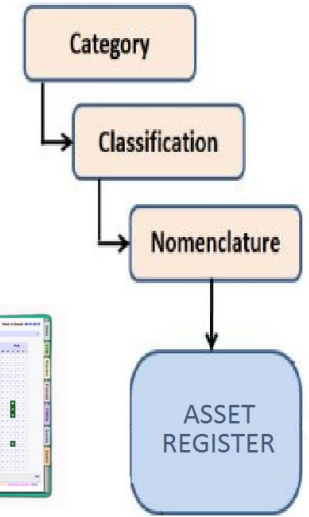 Category
Classification
Nomenclature
ASSET
REGISTER